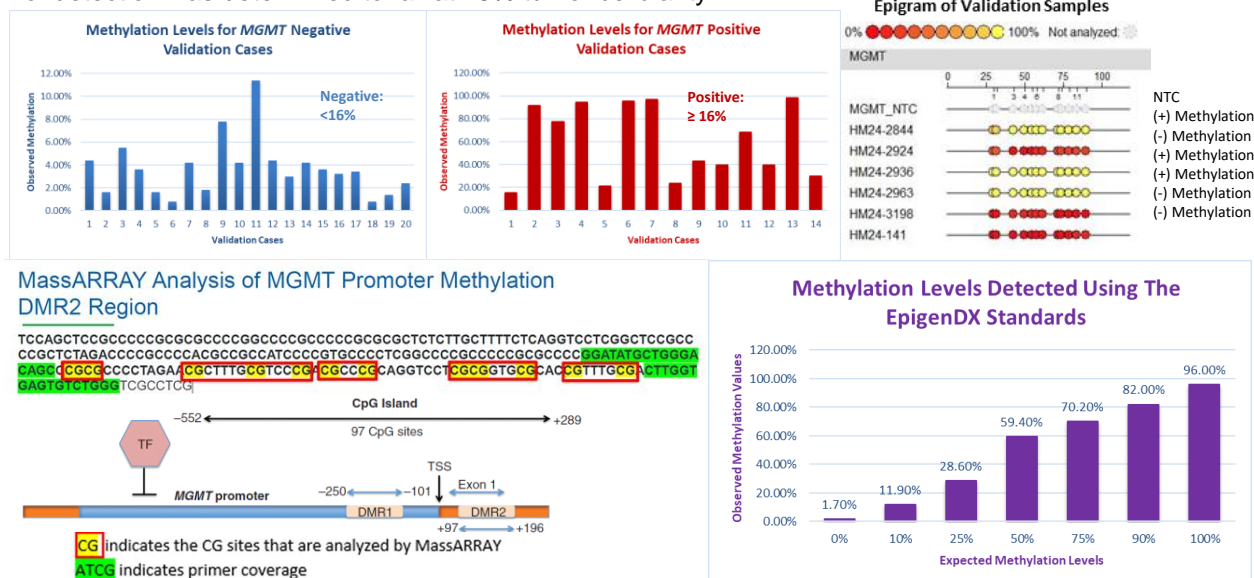 Epigram of Validation Samples
Methylation Levels for MGMT Negative
Validation Cases
12.00%
10.00%
8.00%
6.00%
4.00%
2.00%
0.00%
Observed Methylation
Negative:
<16%
1 2 3 4 5 6 7 8 9 10 11 12 13 14 15 16 17 18 19 20
Validation Cases
Methylation Levels for MGMT Positive
Validation Cases
120.00%
100.00%
80.00%
60.00%
40.00%
20.00%
0.00%
Observed Methylation
Positive:
≥ 16%
1 2 3 4 5 6 7 8 9 10 11 12 13 14
Validation Cases
0% 100% Not analyzed:
MGMT
0 25 50 75 100
1 3 4 5 6 8 11
MGMT_NTC
HM24-2844
HM24-2924
HM24-2936
HM24-2963
HM24-3198
HM24-141
NTC
(+) Methylation
(-) Methylation
(+) Methylation
(+) Methylation
(-) Methylation
(-) Methylation
MassARRAY Analysis of MGMT Promoter Methylation
DMR2 Region
TCCAGCTCCGCCCCCGCGCGCCCCGGCCCCGCCCCCGCGCGCTCTCTTGCTTTTCTCAGGTCCTCGGCTCCGCC
CCGCTCTAGACCCCGCCCCACGCCGCCATCCCCGTGCCCCTCGGCCCCGCCCCCGCGCCCCGGATATGCTGGGA
CAGCCCGCGCCCCTAGAACGCTTTGCGTCCCGACGCCCGCAGGTCCTCGCGGTGCGCACCGTTTGCGACTTGGT
GAGTGTCTGGGTCGCCTCG
CpG Island
−552 +289
97 CpG sites
TF
TSS
MGMT promoter
−250 −101
Exon 1
DMR1
DMR2
+97 +196
CG indicates the CG sites that are analyzed by MassARRAY
ATCG indicates primer coverage
Methylation Levels Detected Using The
EpigenDX Standards
120.00%
100.00%
80.00%
60.00%
40.00%
20.00%
0.00%
Observed Methylation Values
1.70%
11.90%
28.60%
59.40%
70.20%
82.00%
96.00%
0% 10% 25% 50% 75% 90% 100%
Expected Methylation Levels